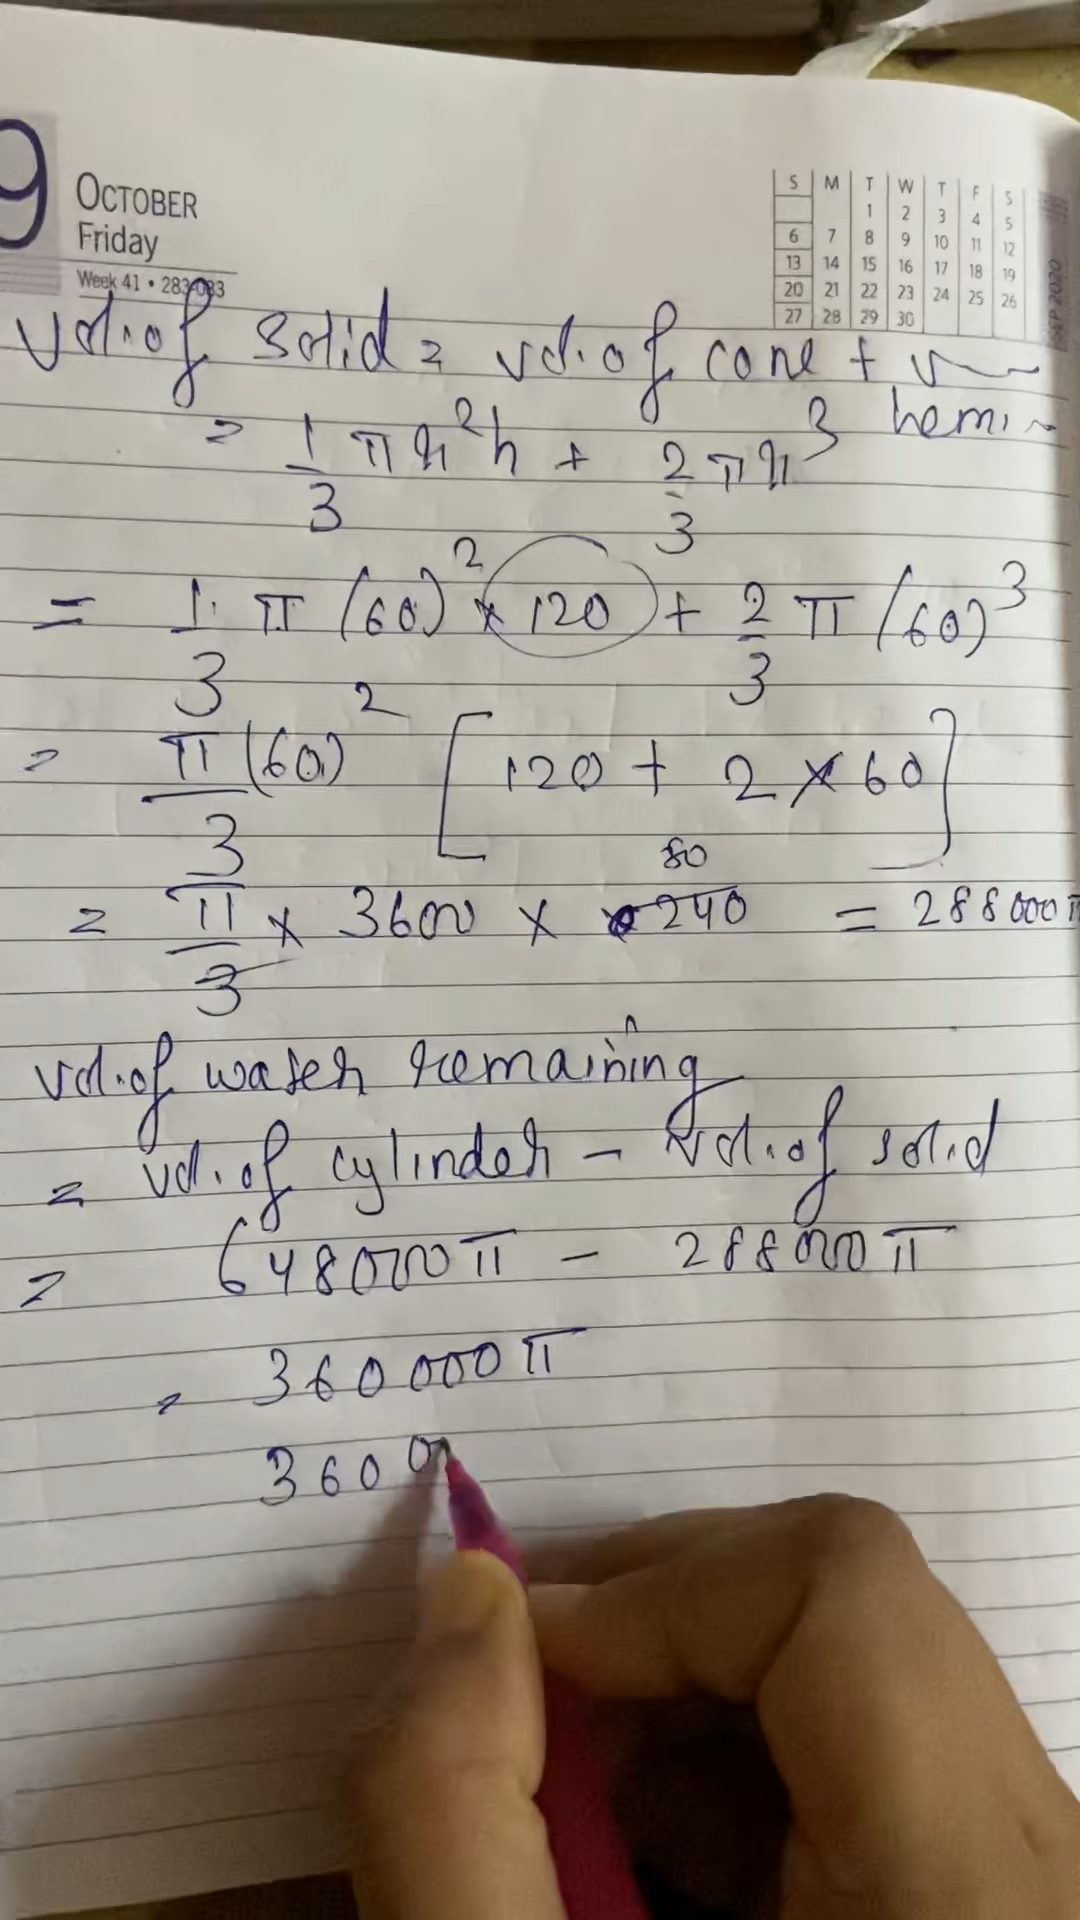 9
OCTOBER
Friday
Week 41 • 283-083
S M T W T F S
1 2 3 4 5
6 7 8 9 10 11 12
13 14 15 16 17 18 19
20 21 22 23 24 25 26
27 28 29 30
SEP 2020
Vol. of solid = vol. of cone + v
hemi
= 1/3 πr²h + 2/3 πr³
= 1/3 π (60)² × 120 + 2/3 π (60)³
= π(60)²/3 [120 + 2 × 60]
80
= π/3 × 3600 × 240 = 288000π
Vol. of water remaining
= vol. of cylinder - vol. of solid
= 648000π - 288000π
= 360000π
3600